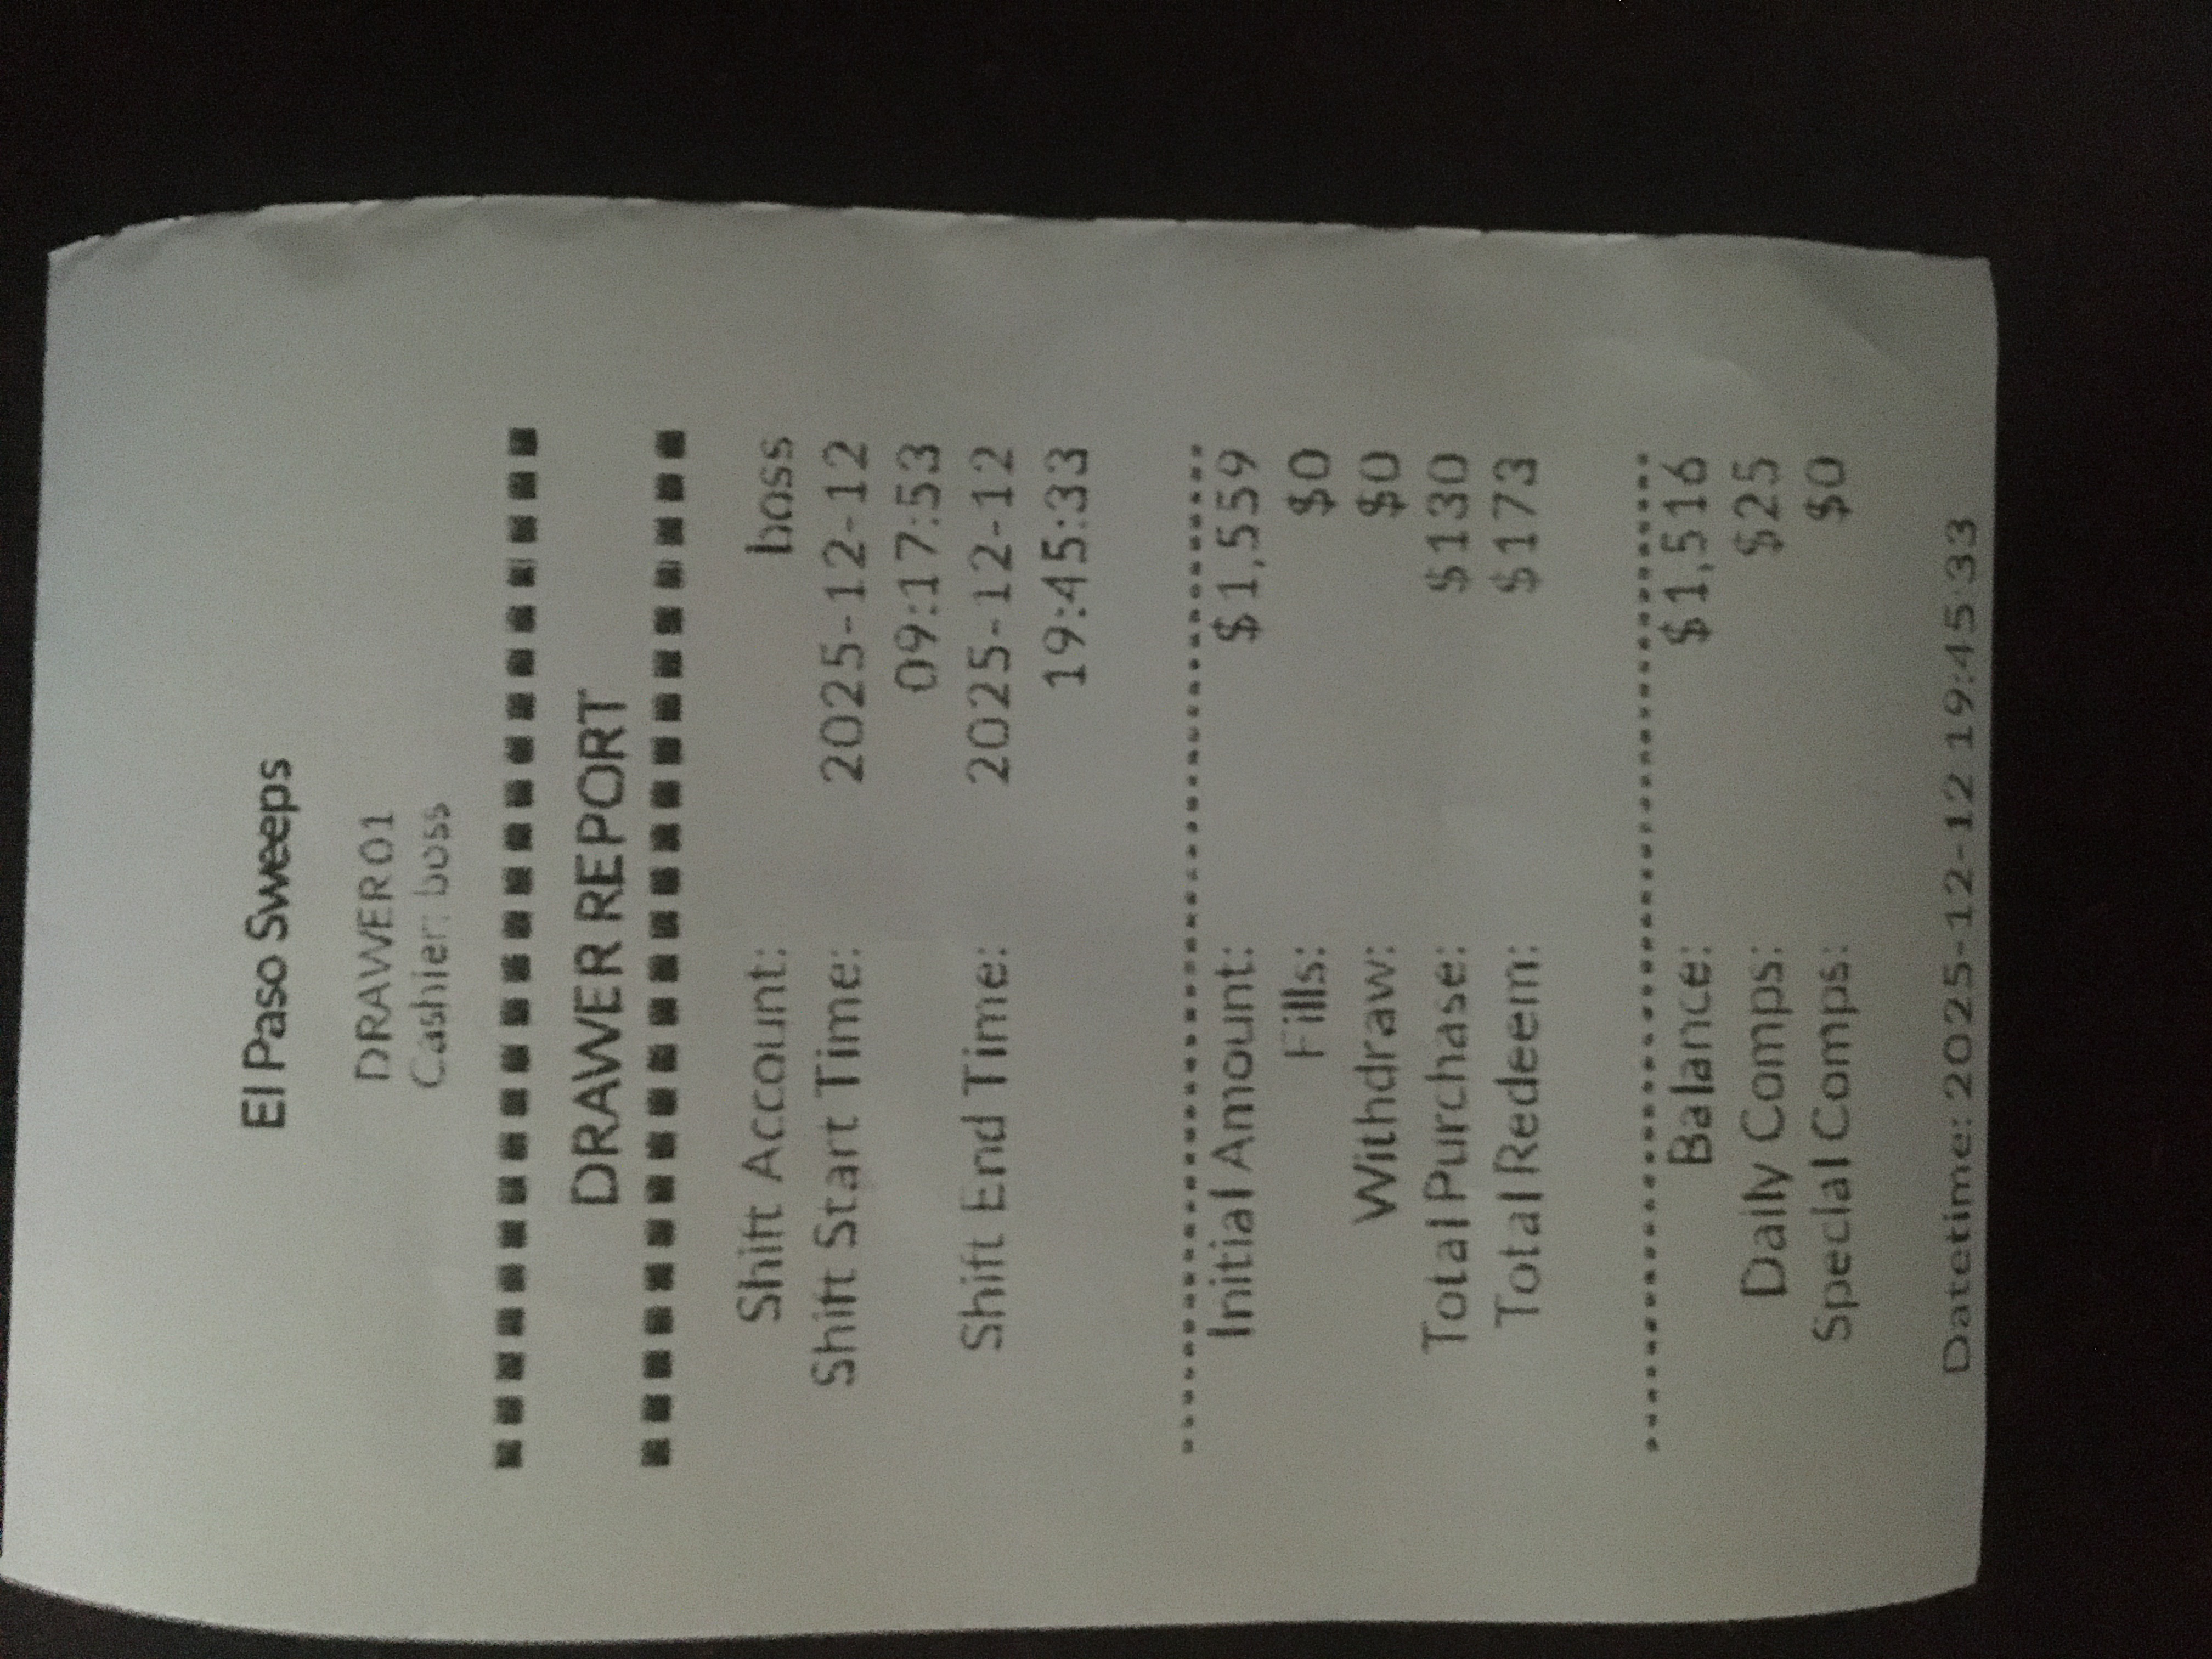 El Paso Sweeps
DRAWER01
Cashier: boss
DRAWER REPORT
Shift Account: boss
Shift Start Time: 2025-12-12
09:17:53
Shift End Time: 2025-12-12
19:45:33
Initial Amount: $1,559
Fills: $0
Withdraw: $0
Total Purchase: $130
Total Redeem: $173
Balance: $1,516
Daily Comps: $25
Special Comps: $0
Datetime: 2025-12-12 19:45:33